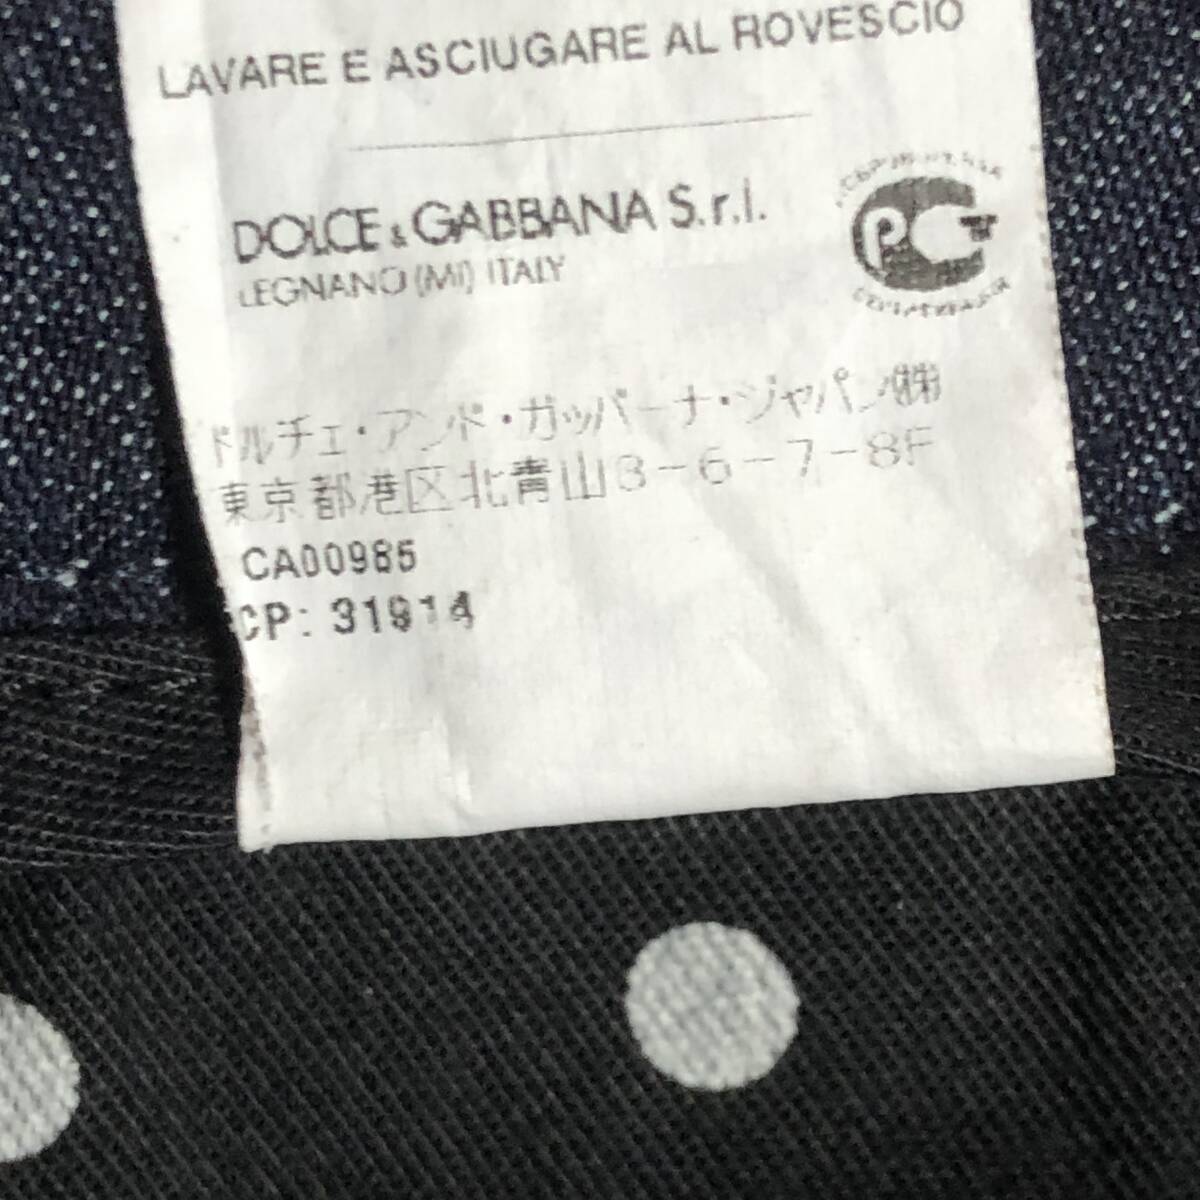 LAVARE E ASCIUGARE AL ROVESCIO
DOLCE & GABBANA S.r.l.
LEGNANO (MI) ITALY
ドルチェ・アンド・ガッバーナ・ジャパン㈱
東京都港区北青山3-6-7-8F
CA00985
CP: 31914